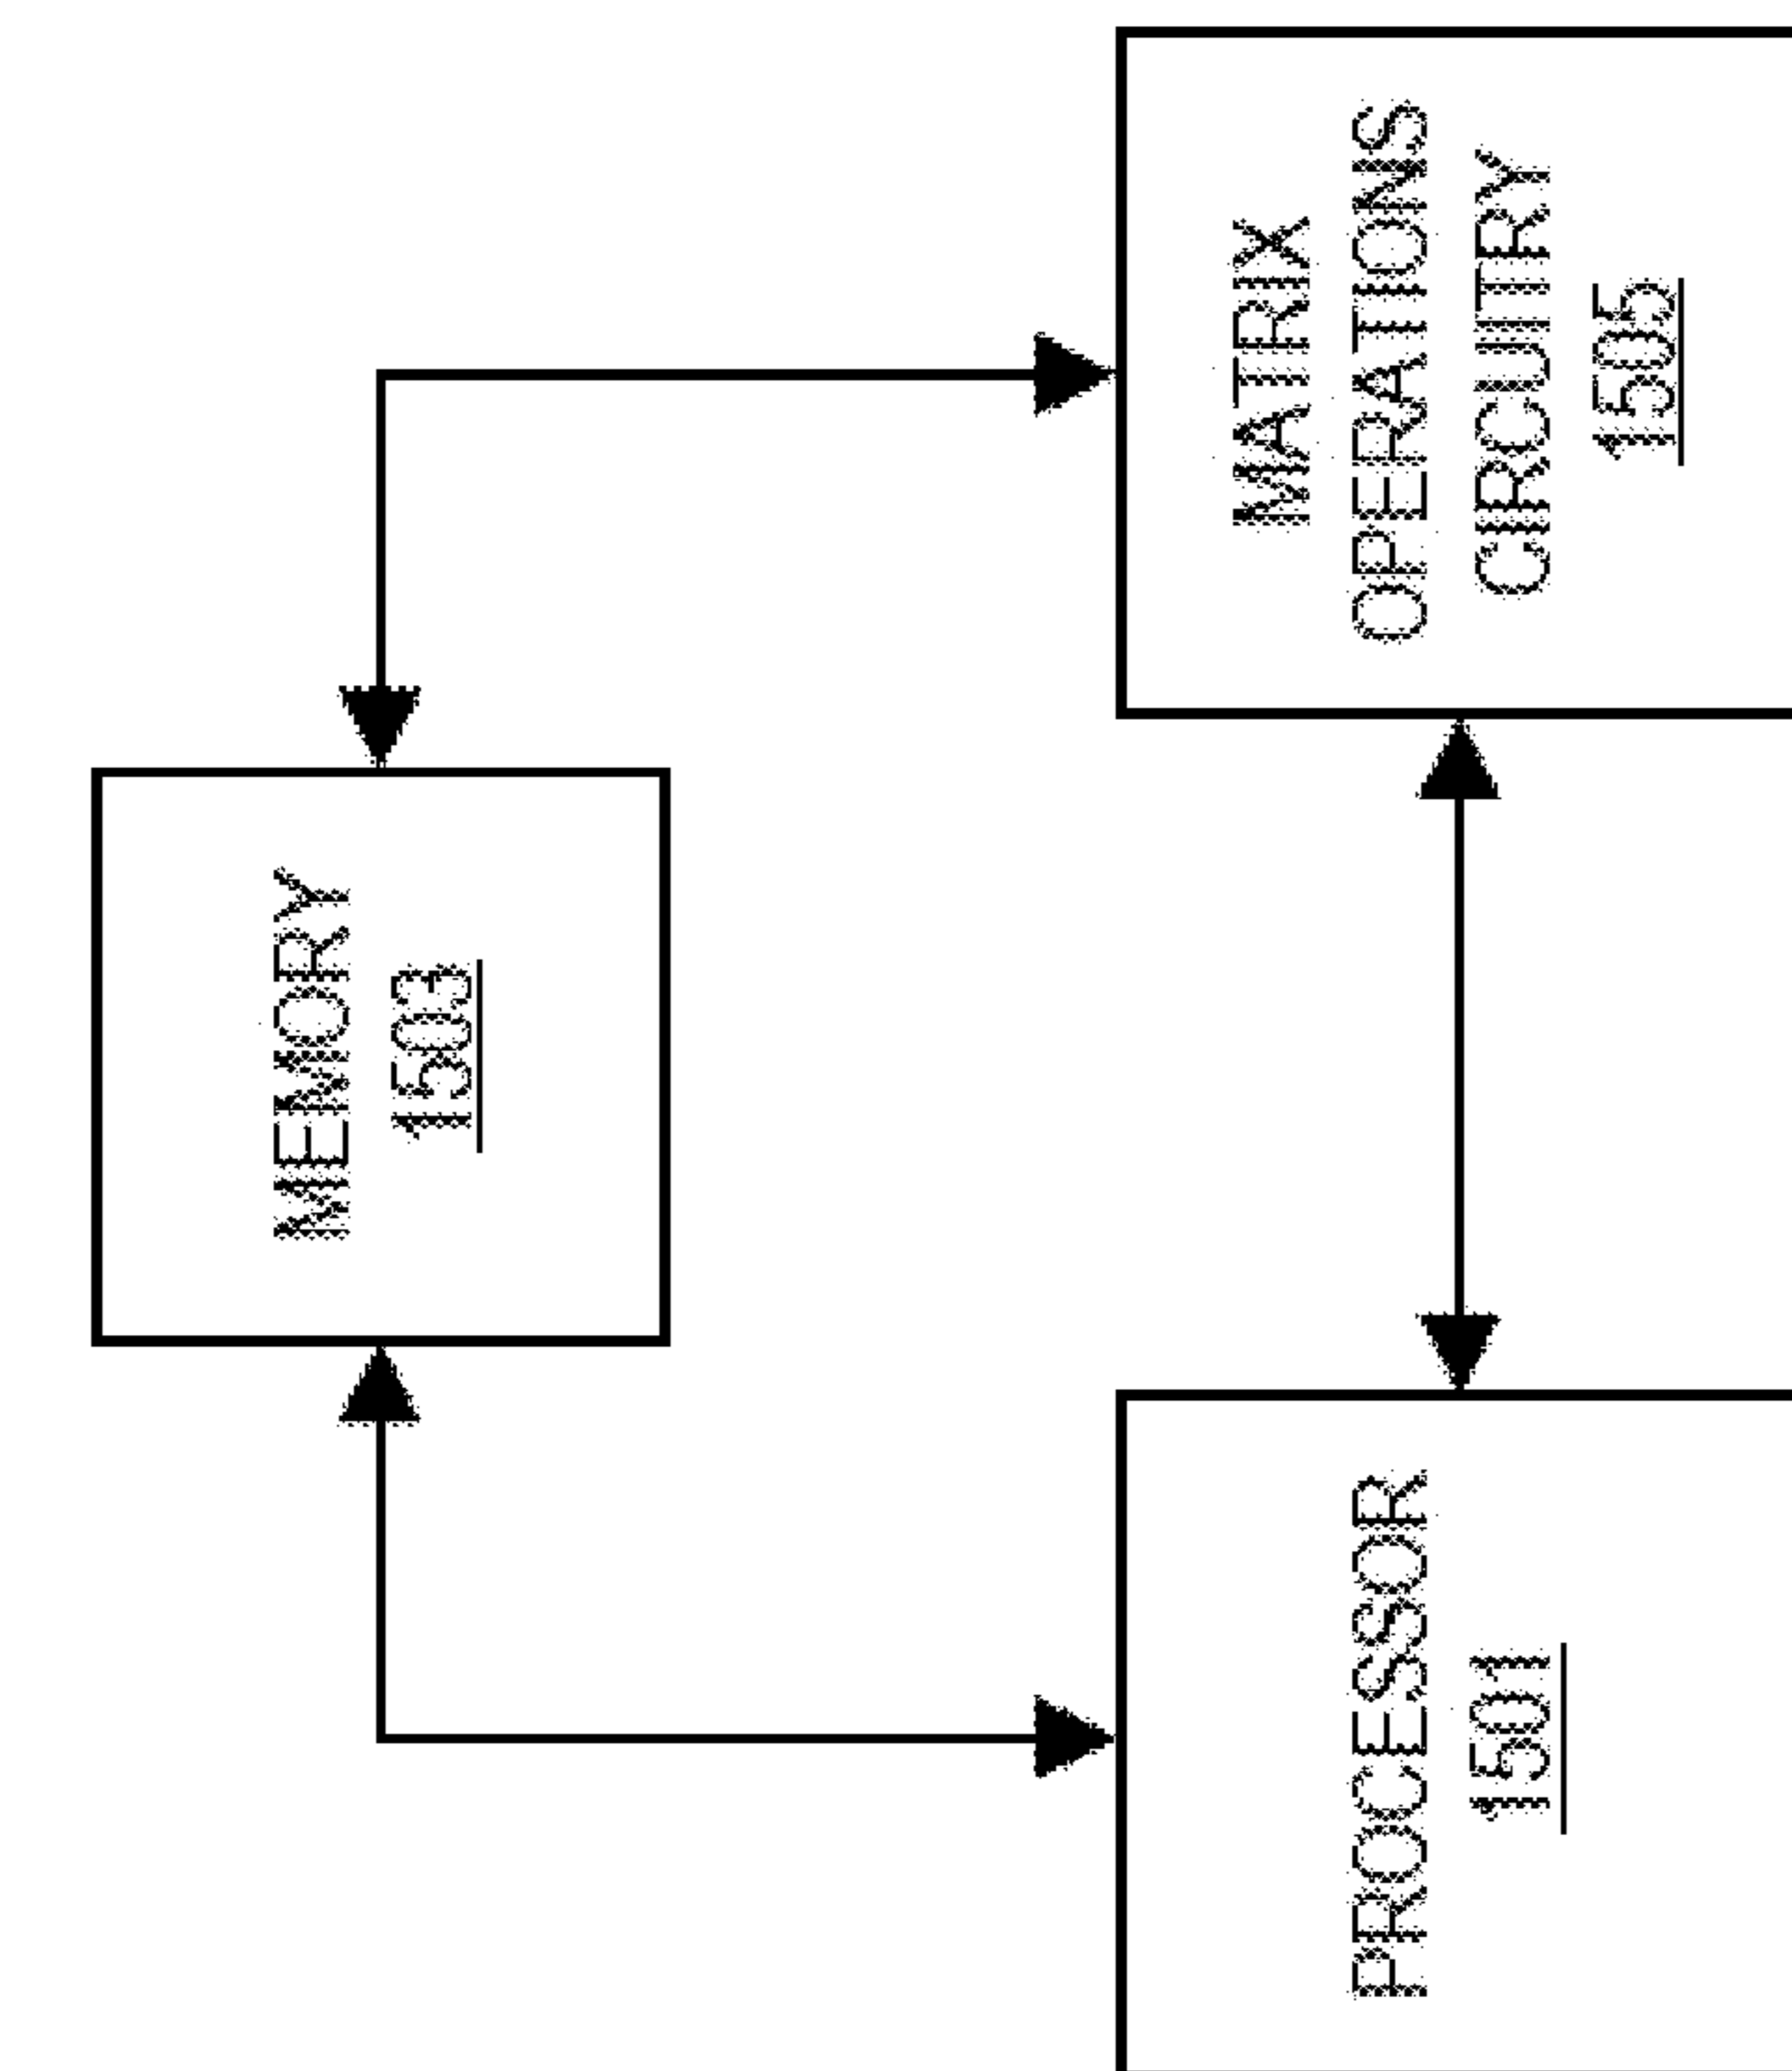 MEMORY
1503
PROCESSOR
1501
MATRIX
OPERATIONS
CIRCUITRY
1505